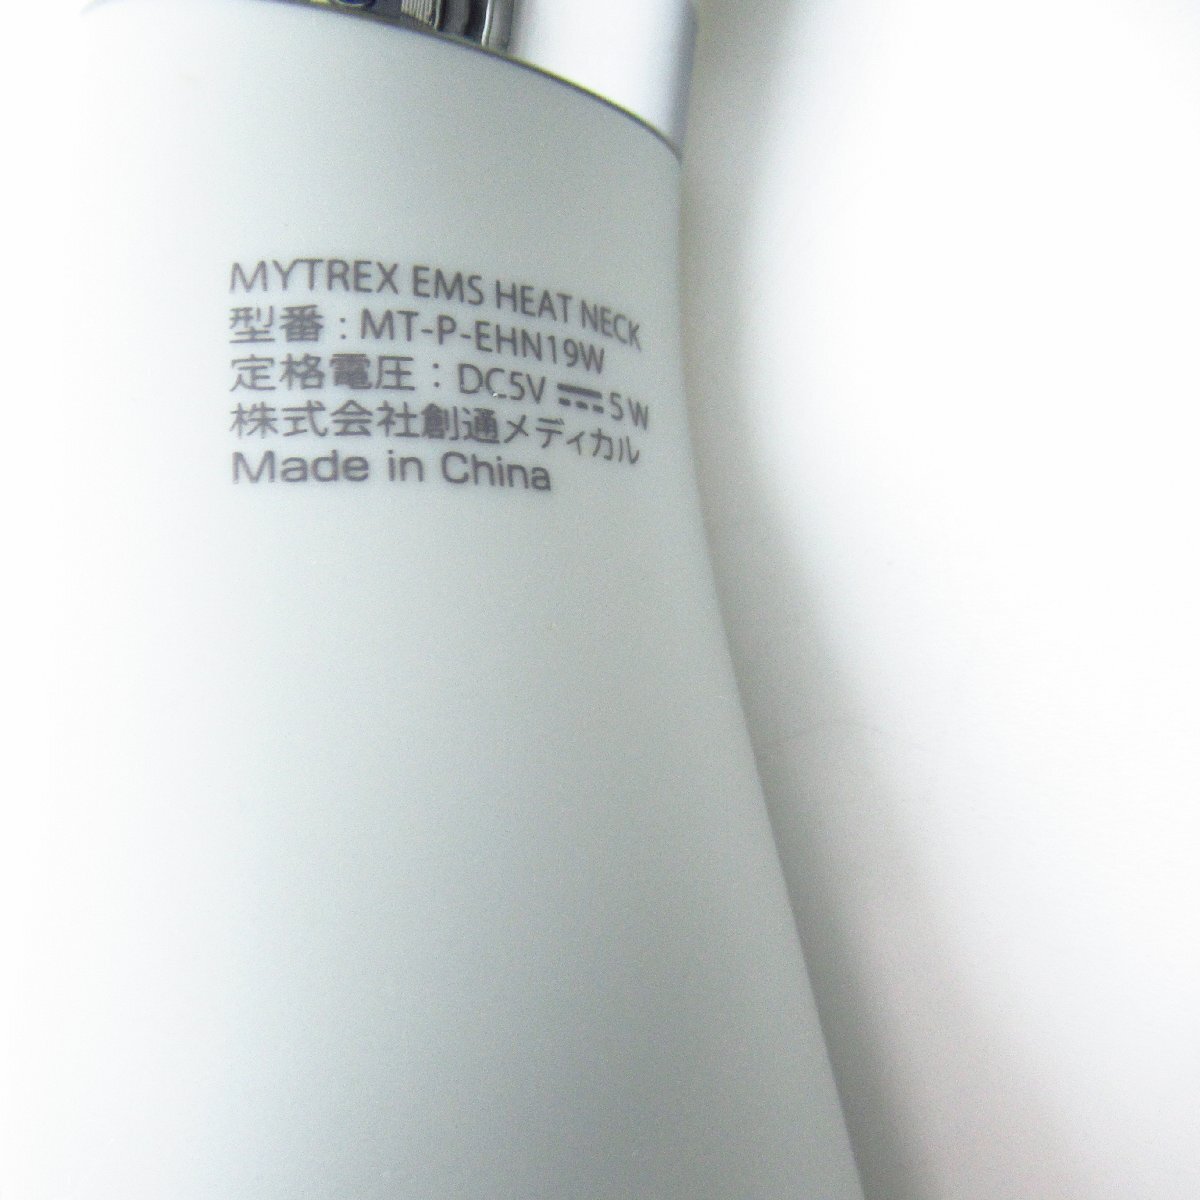 MYTREX EMS HEAT NECK
型番 : MT-P-EHN19W
定格電圧 : DC5V ⎓ 5 W
株式会社創通メディカル
Made in China